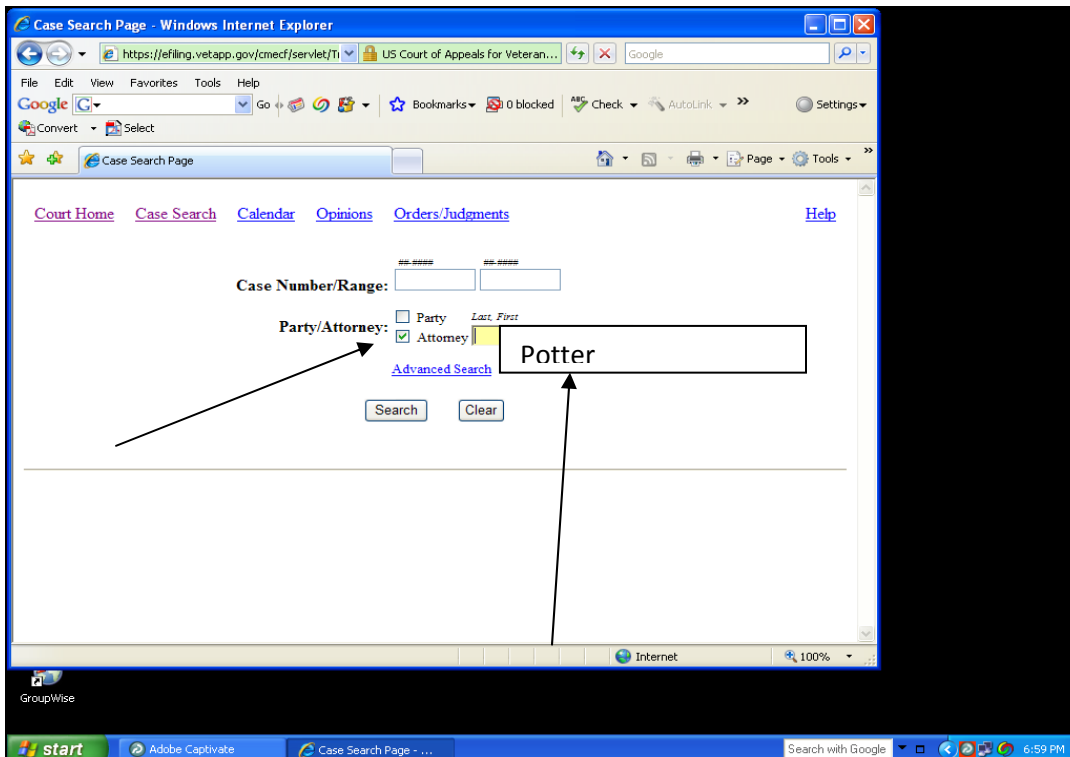 Case Search Page - Windows Internet Explorer
https://efiling.vetapp.gov/cmecf/servlet/Tr US Court of Appeals for Veteran... Google
File Edit View Favorites Tools Help
Google G Go 0 blocked Bookmarks Check AutoLink >> Settings
Convert Select
Case Search Page Page Tools >>
Court Home Case Search Calendar Opinions Orders/Judgments Help
##-#### ##-####
Case Number/Range:
Party/Attorney: Party Last, First
Attorney
Potter
Advanced Search
Search Clear
Internet 100%
GroupWise
start Adobe Captivate Case Search Page - ... Search with Google 6:59 PM